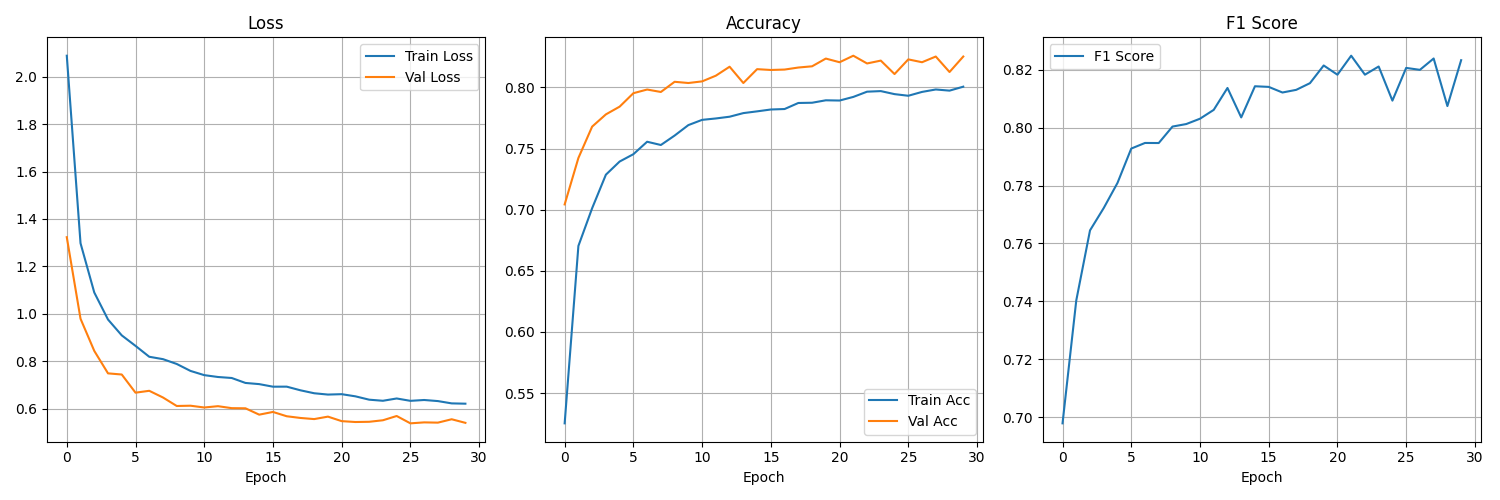 Loss
Train Loss
Val Loss
2.0
1.8
1.6
1.4
1.2
1.0
0.8
0.6
0 5 10 15 20 25 30
Epoch
Accuracy
0.80
0.75
0.70
0.65
0.60
0.55
Train Acc
Val Acc
0 5 10 15 20 25 30
Epoch
F1 Score
F1 Score
0.82
0.80
0.78
0.76
0.74
0.72
0.70
0 5 10 15 20 25 30
Epoch